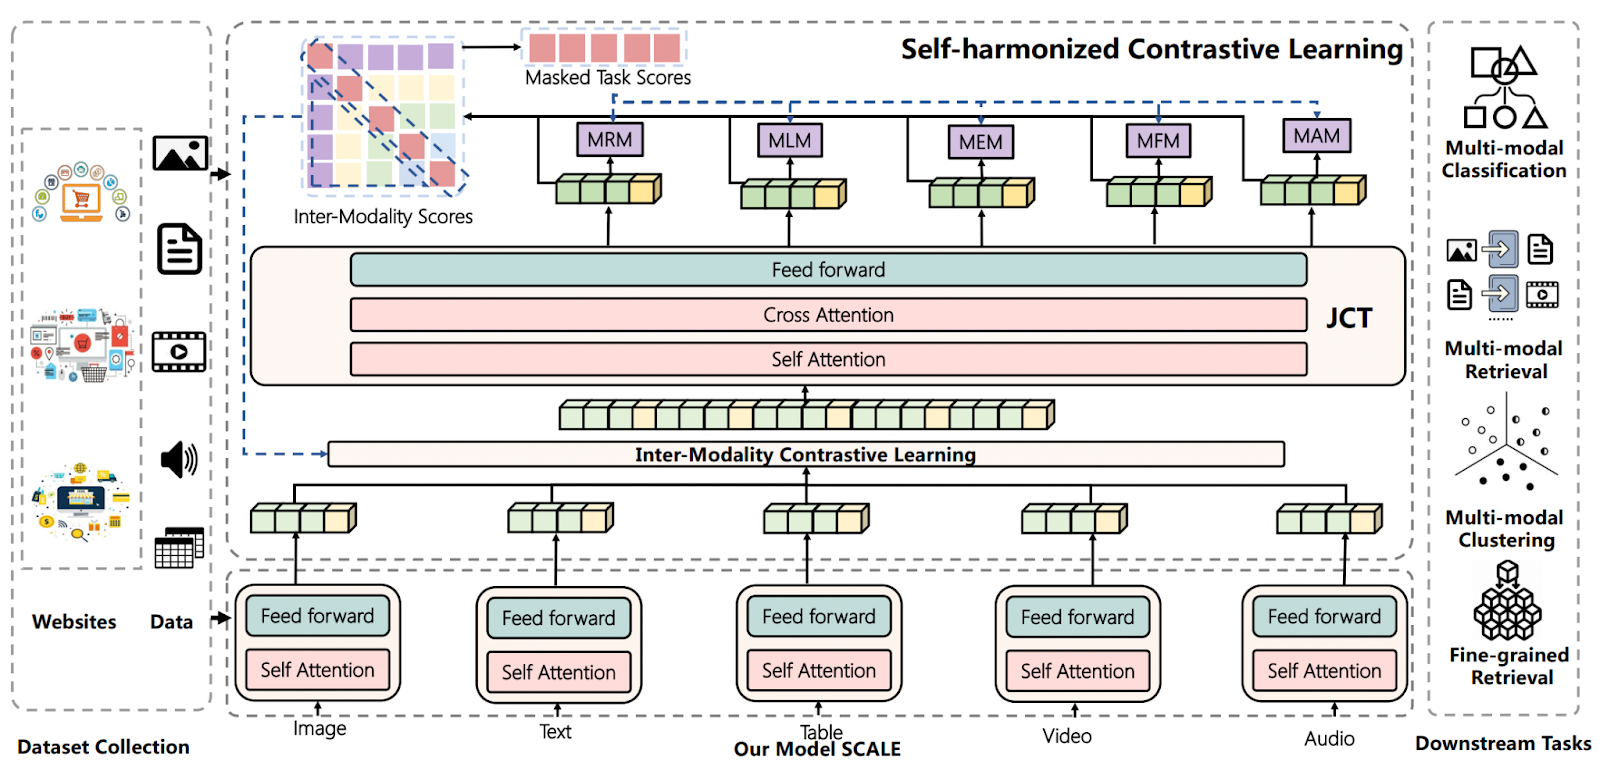 Self-harmonized Contrastive Learning
Masked Task Scores
MRM
MLM
MEM
MFM
MAM
Inter-Modality Scores
Feed forward
Cross Attention
Self Attention
JCT
Inter-Modality Contrastive Learning
Feed forward
Self Attention
Feed forward
Self Attention
Feed forward
Self Attention
Feed forward
Self Attention
Feed forward
Self Attention
Image
Text
Table
Video
Audio
Websites
Data
Dataset Collection
Our Model SCALE
Multi-modal
Classification
......
Multi-modal
Retrieval
Multi-modal
Clustering
Fine-grained
Retrieval
Downstream Tasks